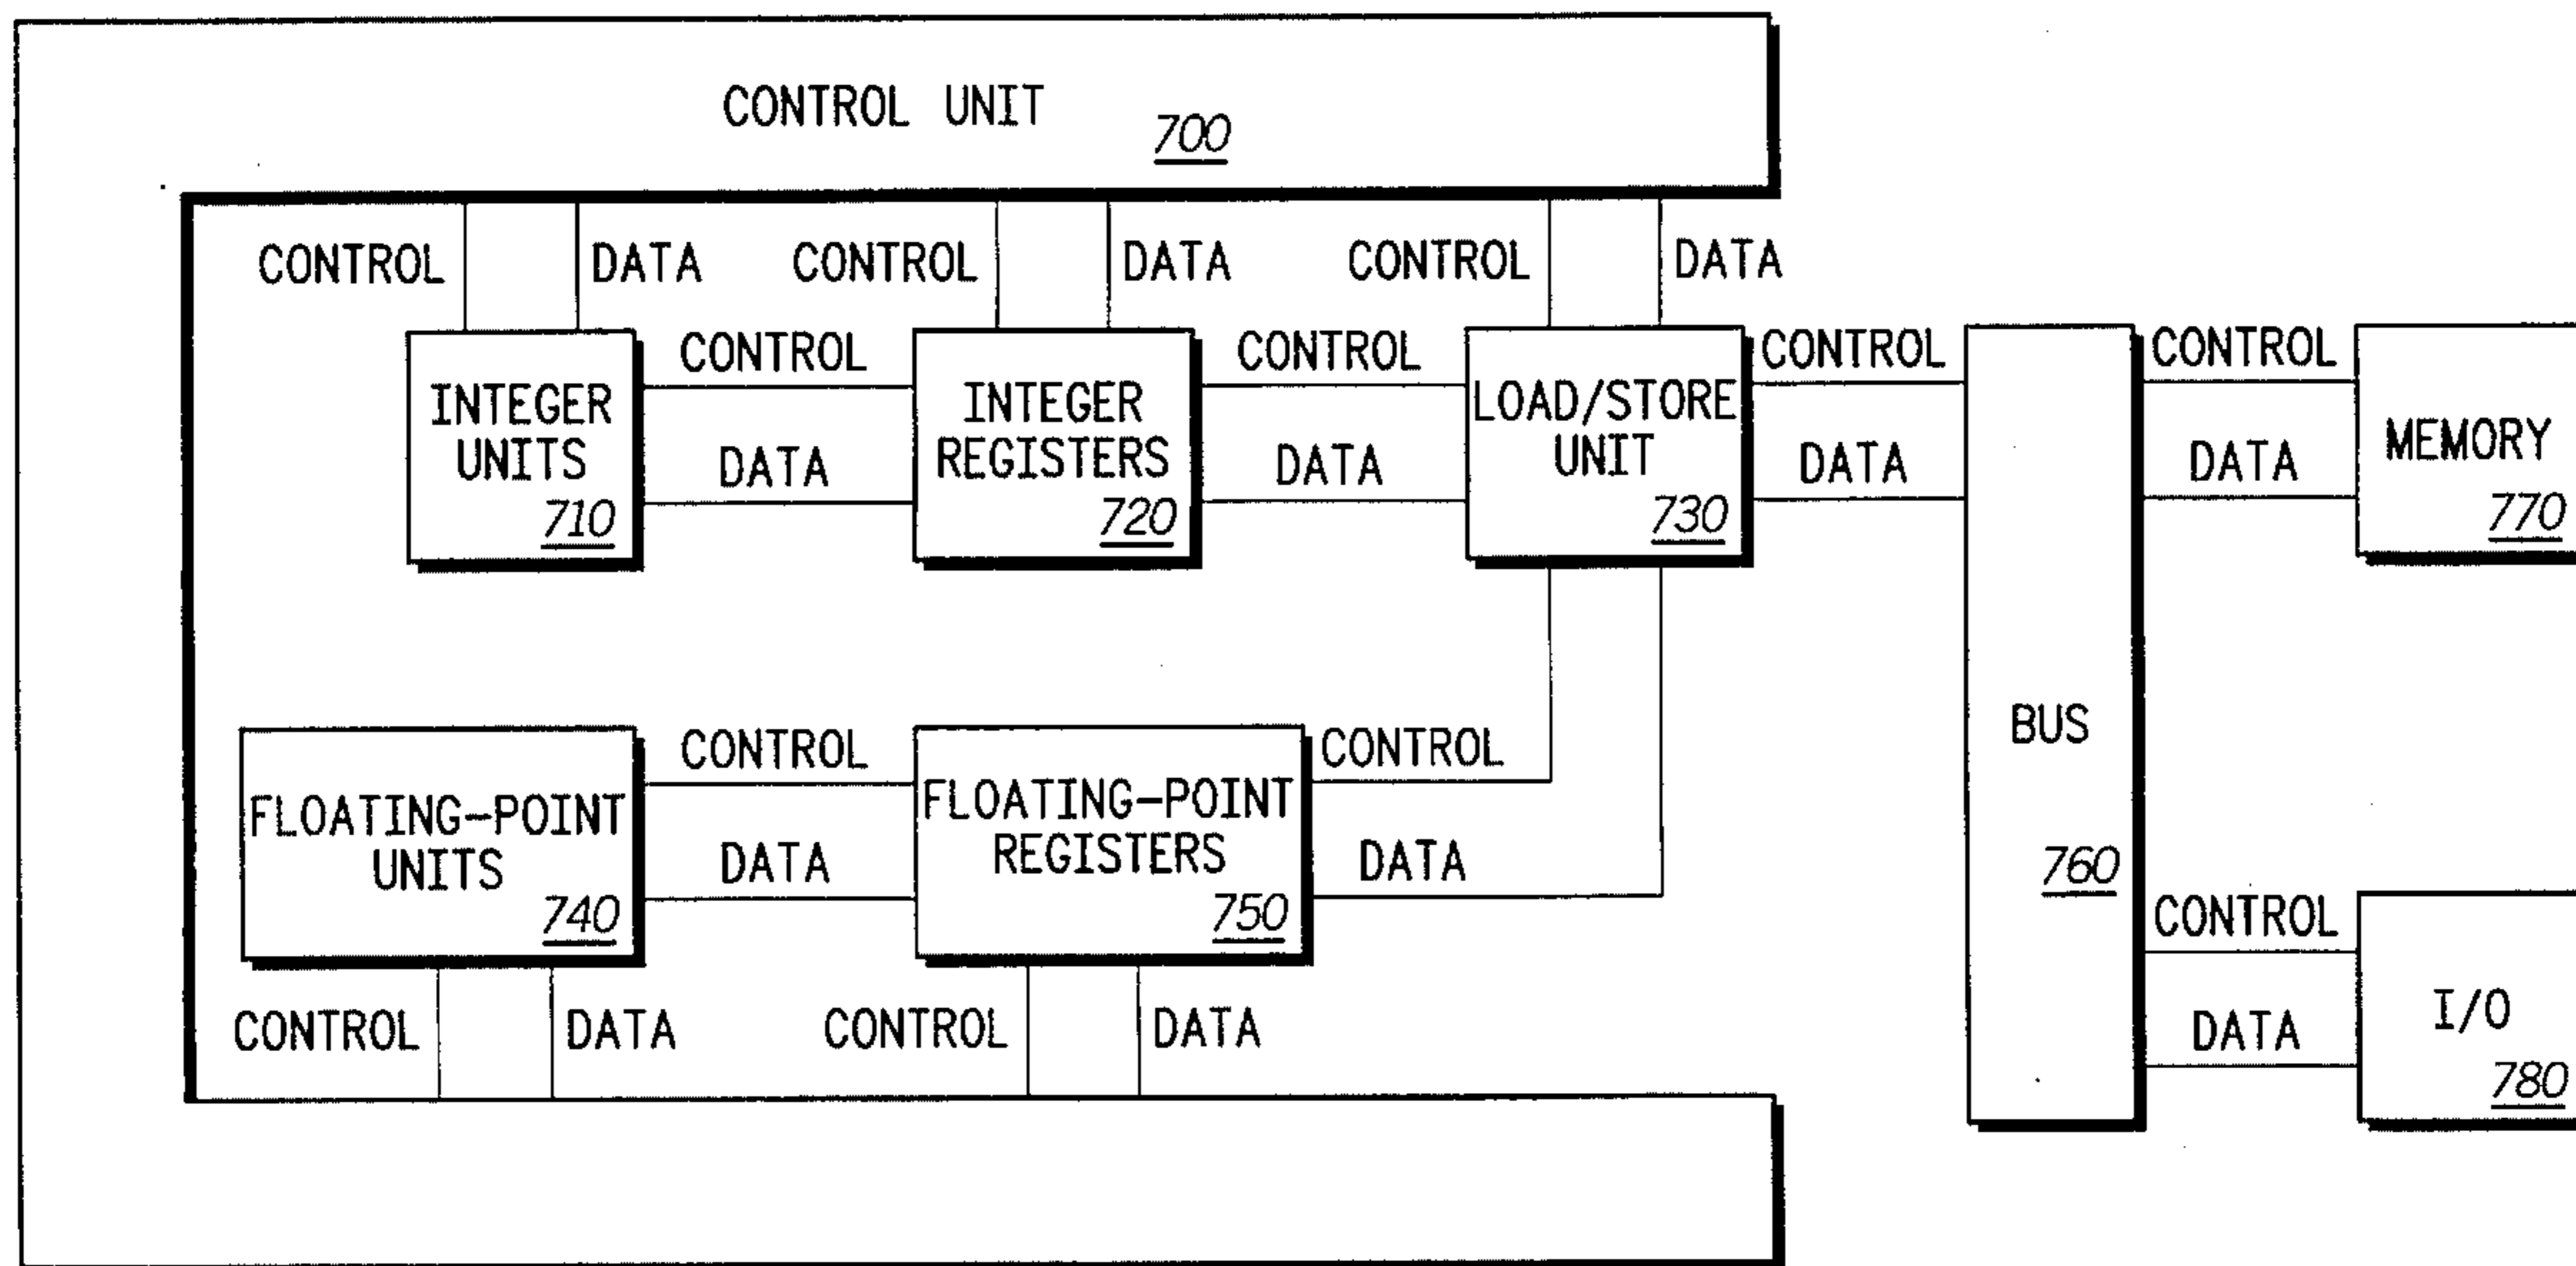 CONTROL UNIT
700
CONTROL DATA CONTROL DATA CONTROL DATA
CONTROL CONTROL CONTROL CONTROL
INTEGER
UNITS
710
INTEGER
REGISTERS
720
LOAD/STORE
UNIT
730
MEMORY
770
DATA DATA DATA DATA
BUS
760
CONTROL CONTROL
FLOATING-POINT
UNITS
740
FLOATING-POINT
REGISTERS
750
DATA DATA
CONTROL
I/O
780
DATA
CONTROL DATA CONTROL DATA